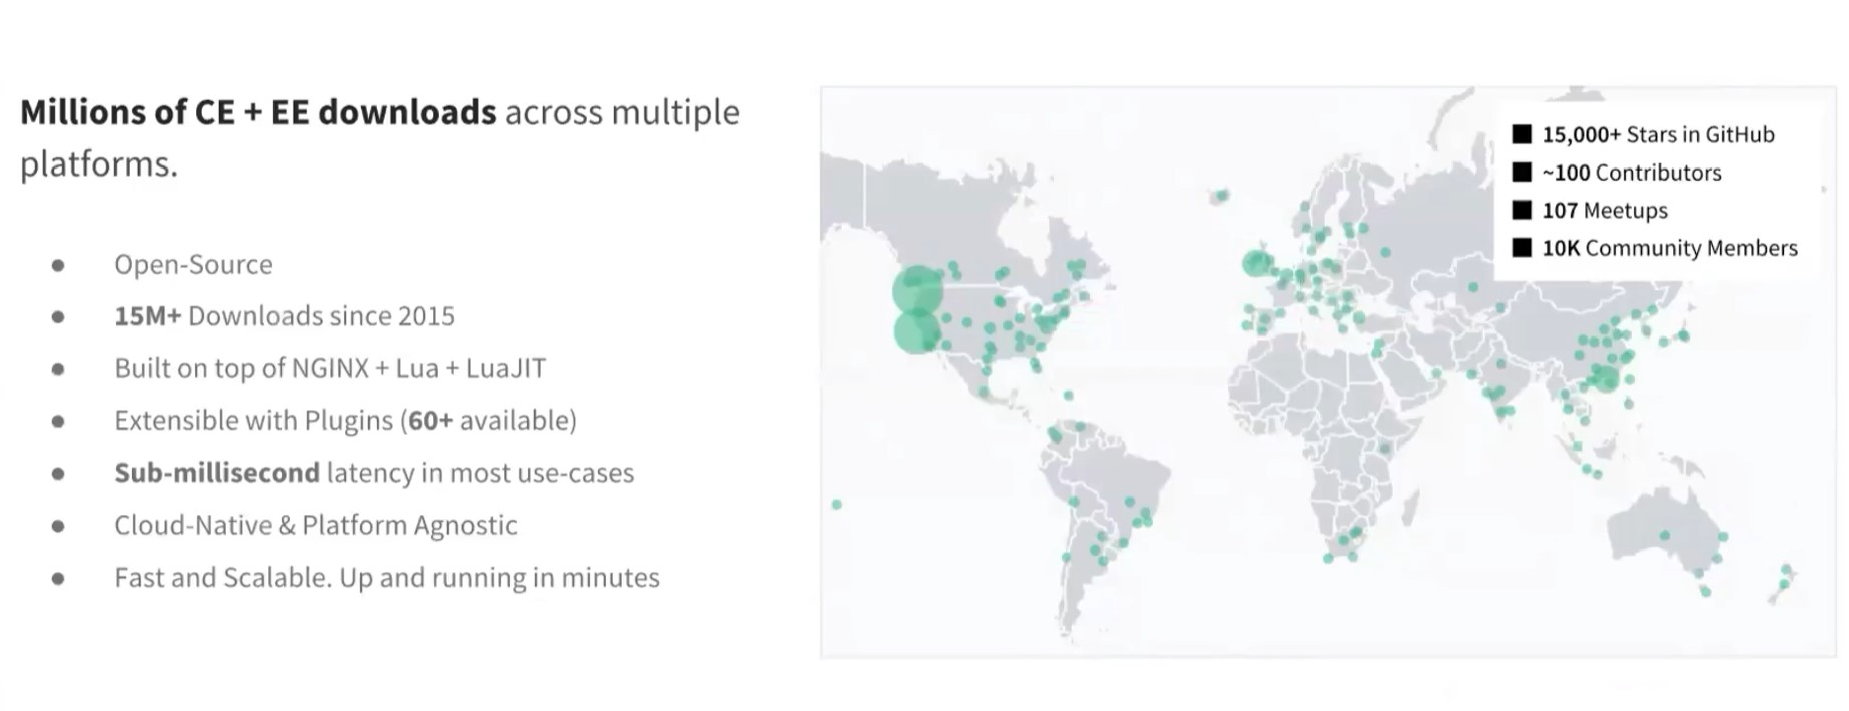 Millions of CE + EE downloads across multiple
platforms.
● Open-Source
● 15M+ Downloads since 2015
● Built on top of NGINX + Lua + LuaJIT
● Extensible with Plugins (60+ available)
● Sub-millisecond latency in most use-cases
● Cloud-Native & Platform Agnostic
● Fast and Scalable. Up and running in minutes
■ 15,000+ Stars in GitHub
■ ~100 Contributors
■ 107 Meetups
■ 10K Community Members